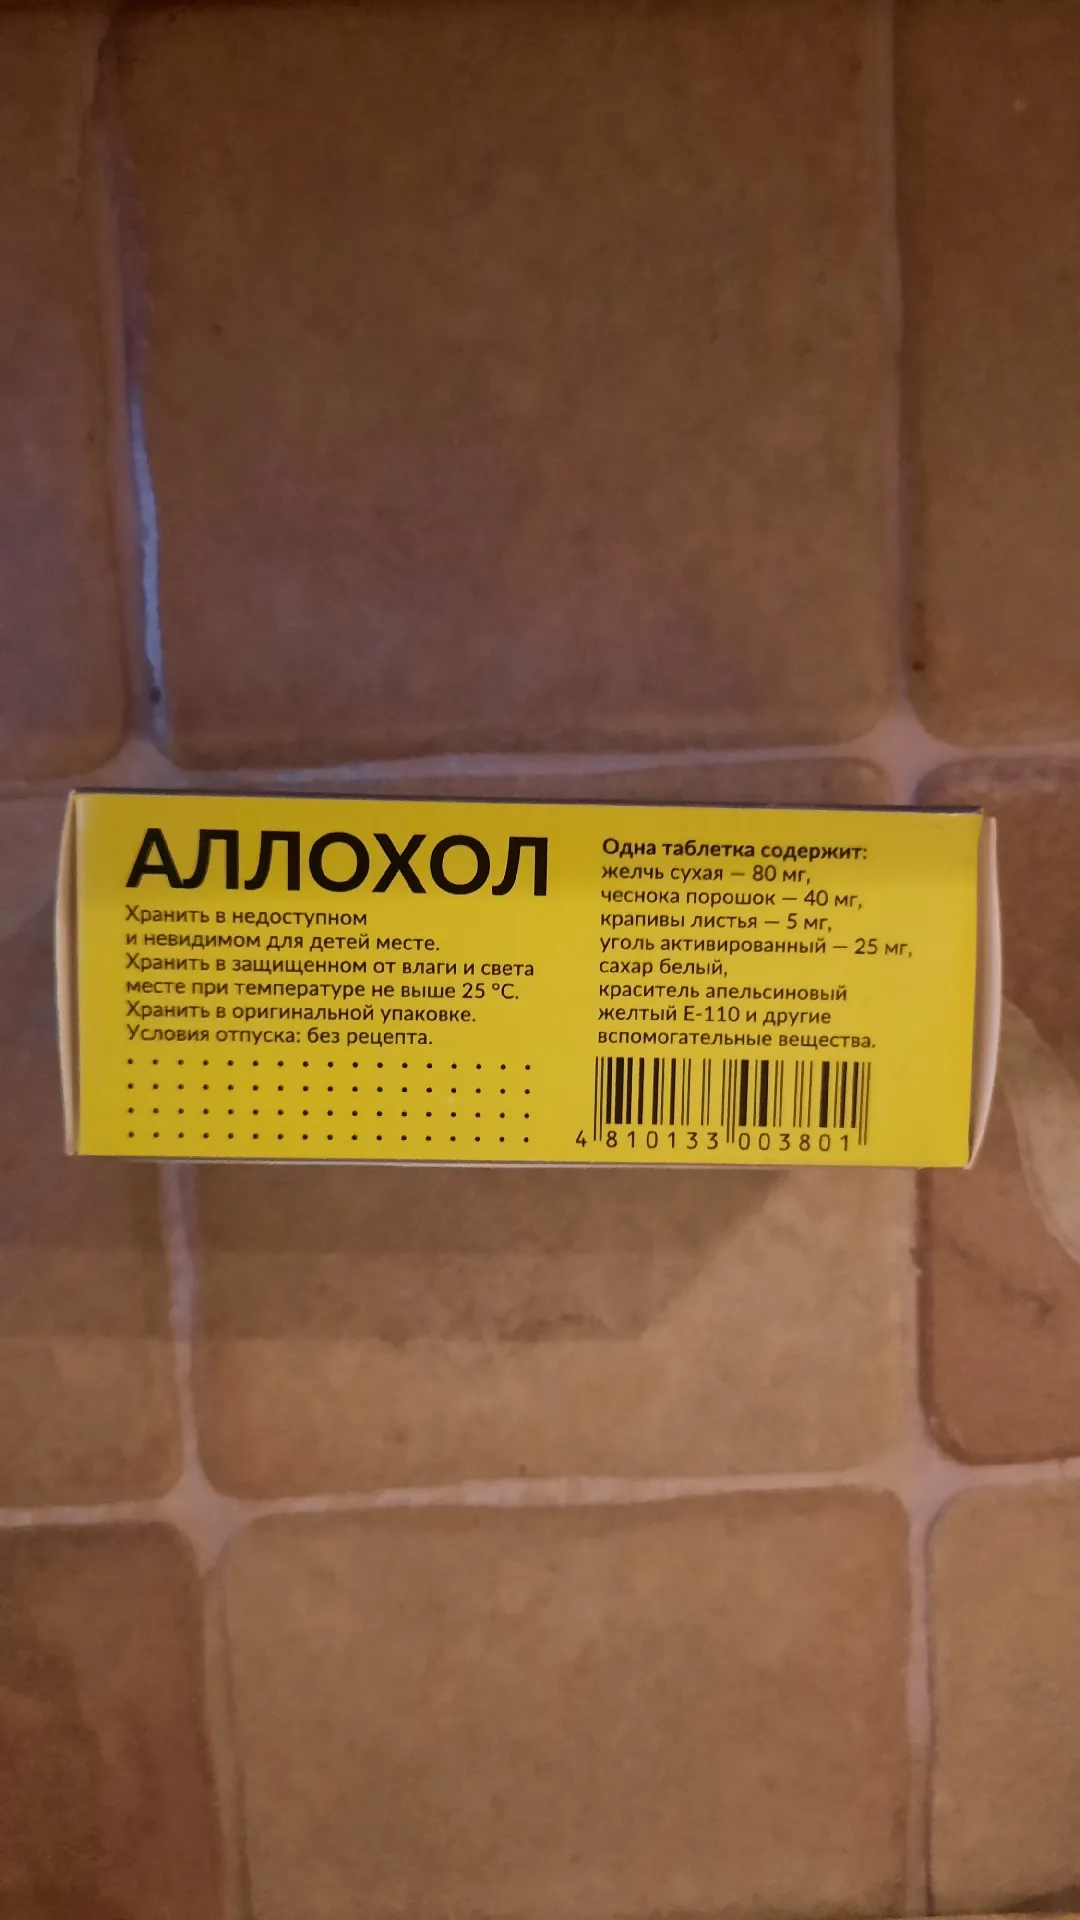 АЛЛОХОЛ
Хранить в недоступном
и невидимом для детей месте.
Хранить в защищенном от влаги и света
месте при температуре не выше 25 °С.
Хранить в оригинальной упаковке.
Условия отпуска: без рецепта.
Одна таблетка содержит:
желчь сухая — 80 мг,
чеснока порошок — 40 мг,
крапивы листья — 5 мг,
уголь активированный — 25 мг,
сахар белый,
краситель апельсиновый
желтый Е-110 и другие
вспомогательные вещества.
4 810133 003801